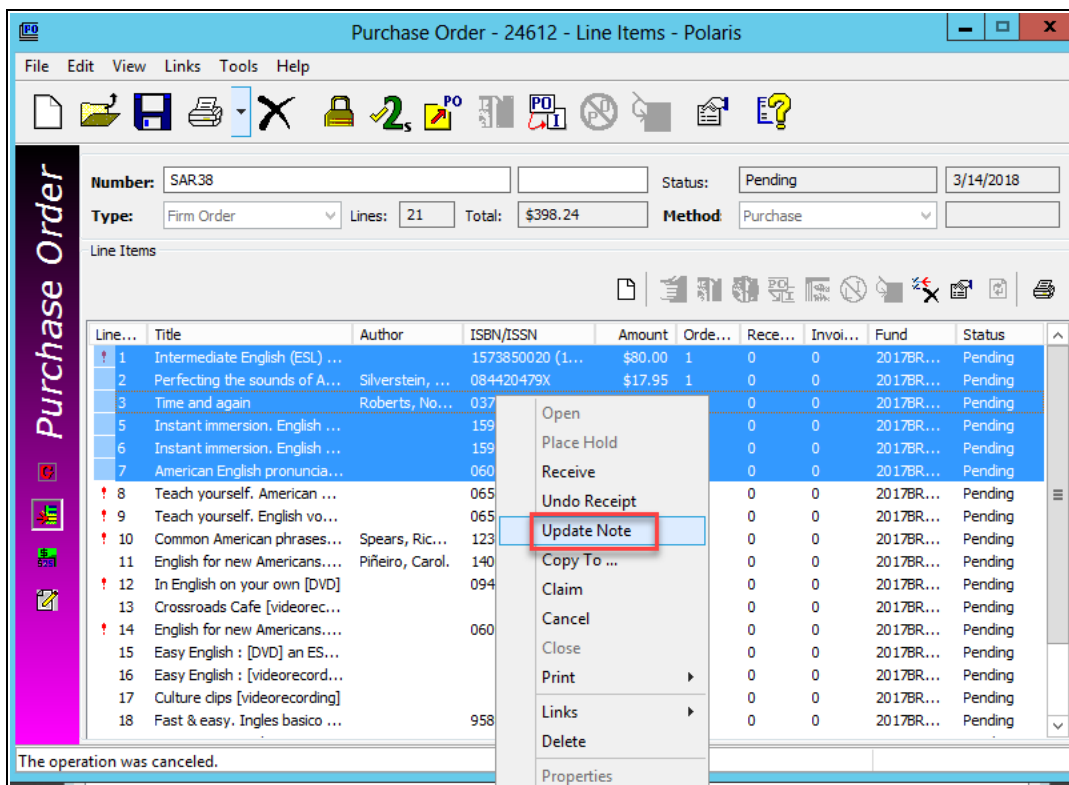 Purchase Order - 24612 - Line Items - Polaris
File Edit View Links Tools Help
Purchase Order
Number: SAR38 Status: Pending 3/14/2018
Type: Firm Order Lines: 21 Total: $398.24 Method: Purchase
Line Items
Line... Title Author ISBN/ISSN Amount Orde... Rece... Invoi... Fund Status
1 Intermediate English (ESL) ... 1573850020 (1... $80.00 1 0 0 2017BR... Pending
2 Perfecting the sounds of A... Silverstein, ... 084420479X $17.95 1 0 0 2017BR... Pending
3 Time and again Roberts, No... 037 0 0 2017BR... Pending
5 Instant immersion. English ... 159 0 0 2017BR... Pending
6 Instant immersion. English ... 159 0 0 2017BR... Pending
7 American English pronuncia... 060 0 0 2017BR... Pending
8 Teach yourself. American ... 065 0 0 2017BR... Pending
9 Teach yourself. English vo... 065 0 0 2017BR... Pending
10 Common American phrases... Spears, Ric... 123 0 0 2017BR... Pending
11 English for new Americans.... Piñeiro, Carol. 140 0 0 2017BR... Pending
12 In English on your own [DVD] 094 0 0 2017BR... Pending
13 Crossroads Cafe [videorec... 0 0 2017BR... Pending
14 English for new Americans.... 060 0 0 2017BR... Pending
15 Easy English : [DVD] an ES... 0 0 2017BR... Pending
16 Easy English : [videorecord... 0 0 2017BR... Pending
17 Culture clips [videorecording] 0 0 2017BR... Pending
18 Fast & easy. Ingles basico ... 958 0 0 2017BR... Pending
Open
Place Hold
Receive
Undo Receipt
Update Note
Copy To ...
Claim
Cancel
Close
Print
Links
Delete
Properties
The operation was canceled.